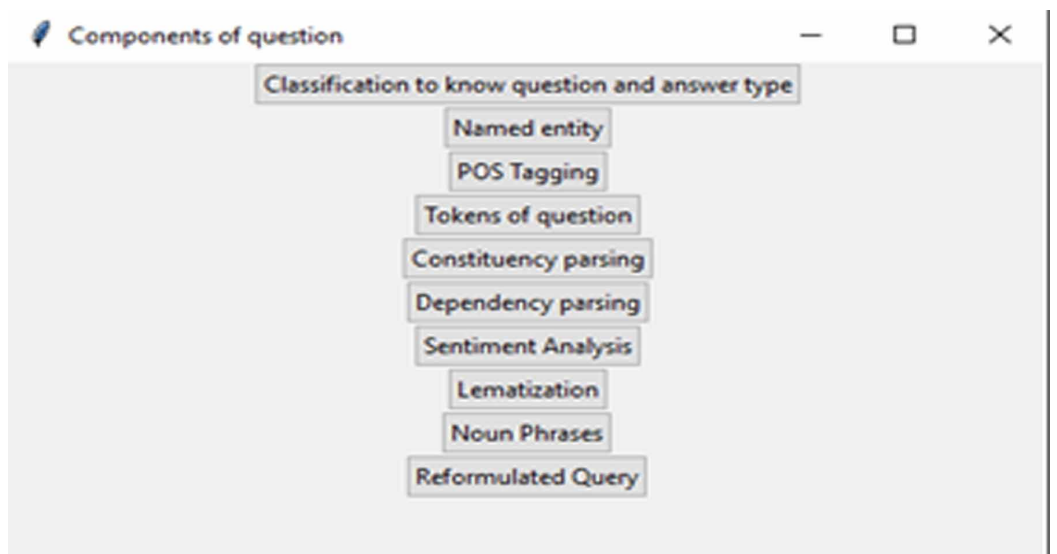 Components of question
Classification to know question and answer type
Named entity
POS Tagging
Tokens of question
Constituency parsing
Dependency parsing
Sentiment Analysis
Lematization
Noun Phrases
Reformulated Query